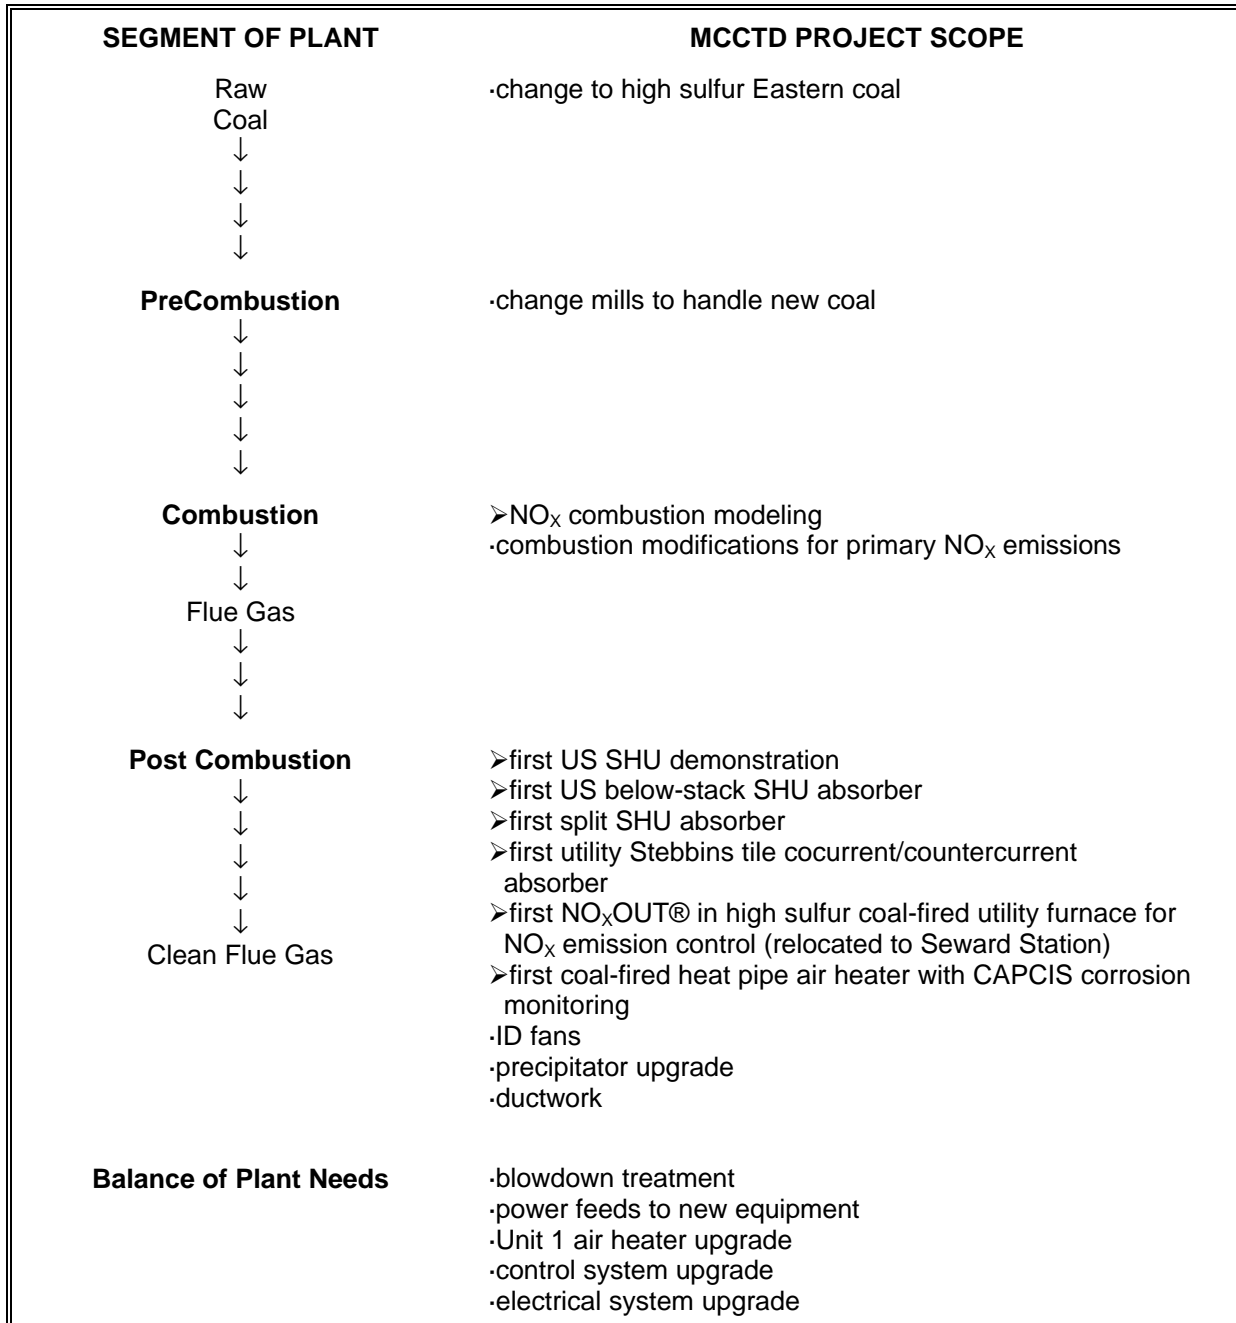 SEGMENT OF PLANT MCCTD PROJECT SCOPE
Raw ·change to high sulfur Eastern coal
Coal
↓
↓
↓
↓
PreCombustion ·change mills to handle new coal
↓
↓
↓
↓
↓
Combustion ➢NOX combustion modeling
↓ ·combustion modifications for primary NOX emissions
↓
Flue Gas
↓
↓
↓
Post Combustion ➢first US SHU demonstration
↓ ➢first US below-stack SHU absorber
↓ ➢first split SHU absorber
↓ ➢first utility Stebbins tile cocurrent/countercurrent
↓ absorber
↓ ➢first NOXOUT® in high sulfur coal-fired utility furnace for
Clean Flue Gas NOX emission control (relocated to Seward Station)
➢first coal-fired heat pipe air heater with CAPCIS corrosion
monitoring
·ID fans
·precipitator upgrade
·ductwork
Balance of Plant Needs ·blowdown treatment
·power feeds to new equipment
·Unit 1 air heater upgrade
·control system upgrade
·electrical system upgrade